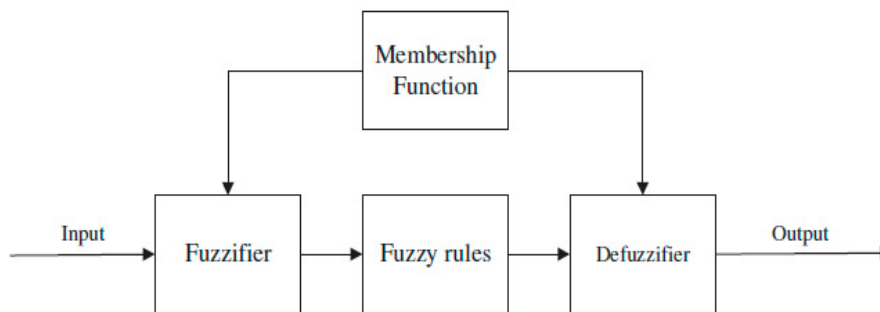 Membership
Function
Input
Fuzzifier
Fuzzy rules
Defuzzifier
Output